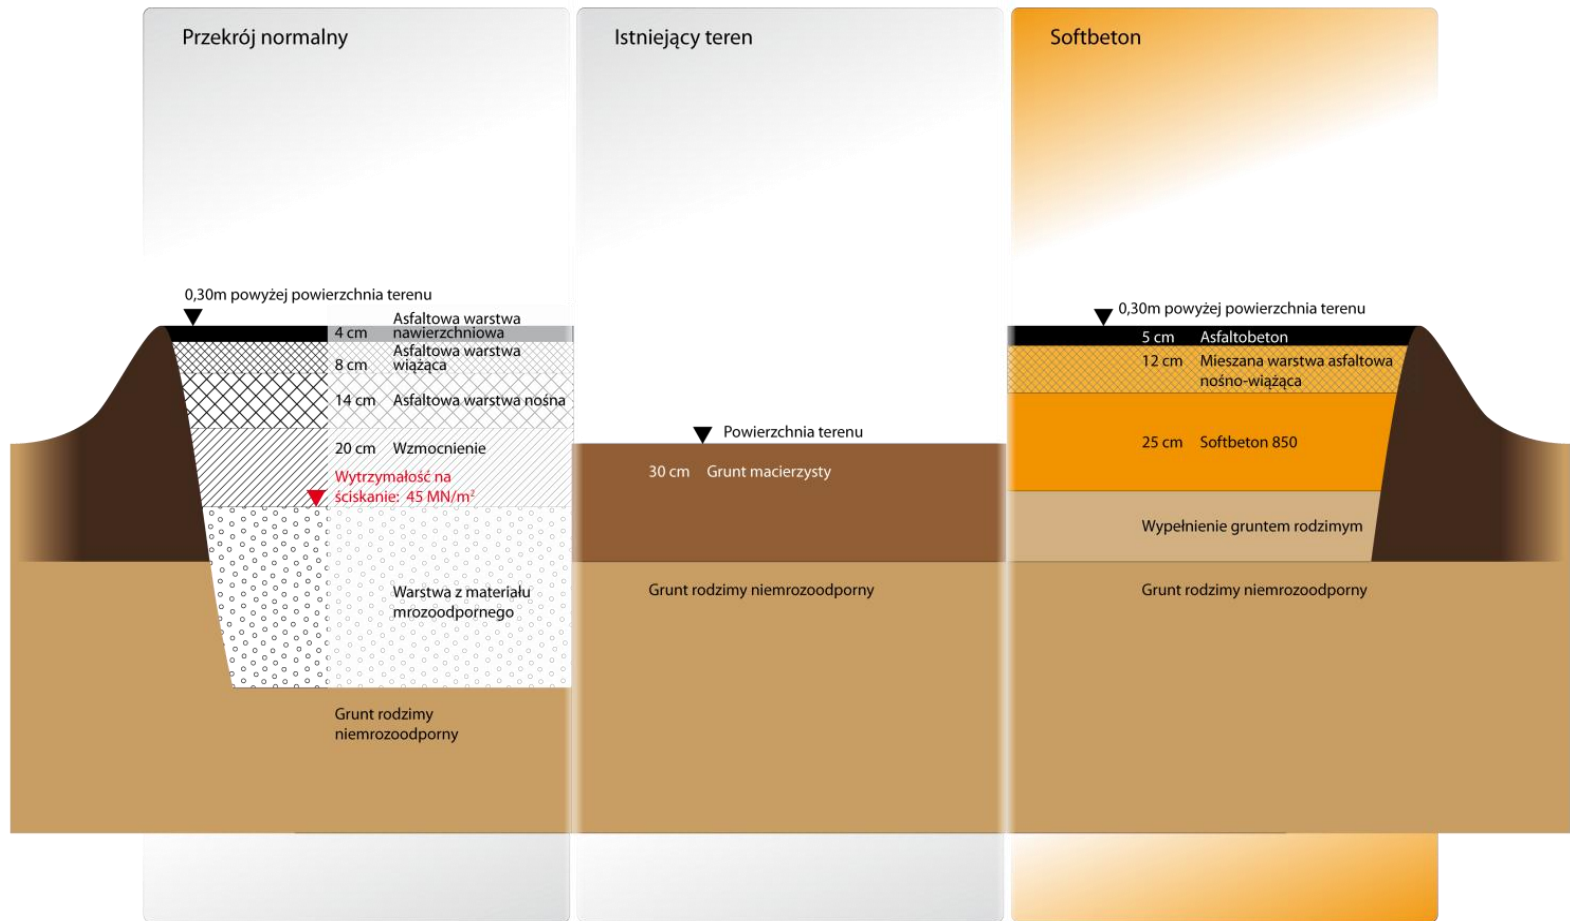 Przekrój normalny
0,30m powyżej powierzchnia terenu
Asfaltowa warstwa
4 cm nawierzchniowa
Asfaltowa warstwa
8 cm wiążąca
14 cm Asfaltowa warstwa nośna
20 cm Wzmocnienie
Wytrzymałość na
ściskanie: 45 MN/m²
Warstwa z materiału
mrozoodpornego
Grunt rodzimy
niemrozoodporny
Istniejący teren
Powierzchnia terenu
30 cm Grunt macierzysty
Grunt rodzimy niemrozoodporny
Softbeton
0,30m powyżej powierzchnia terenu
5 cm Asfaltobeton
12 cm Mieszana warstwa asfaltowa
nośno-wiążąca
25 cm Softbeton 850
Wypełnienie gruntem rodzimym
Grunt rodzimy niemrozoodporny